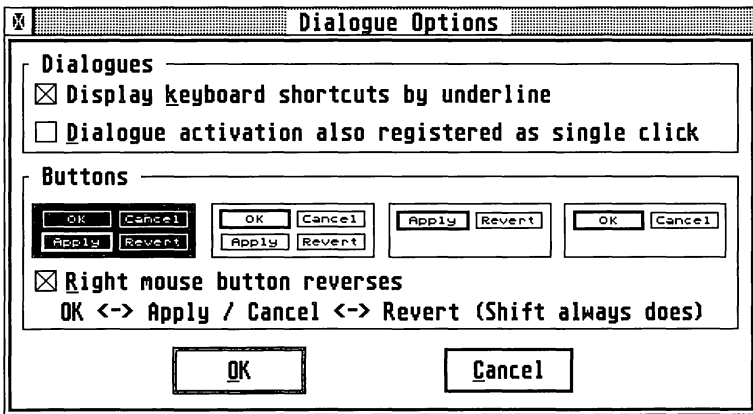 Dialogue Options
Dialogues
Display keyboard shortcuts by underline
Dialogue activation also registered as single click
Buttons
OK Cancel OK Cancel Apply Revert OK Cancel
Apply Revert Apply Revert
Right mouse button reverses
OK <-> Apply / Cancel <-> Revert (Shift always does)
OK Cancel